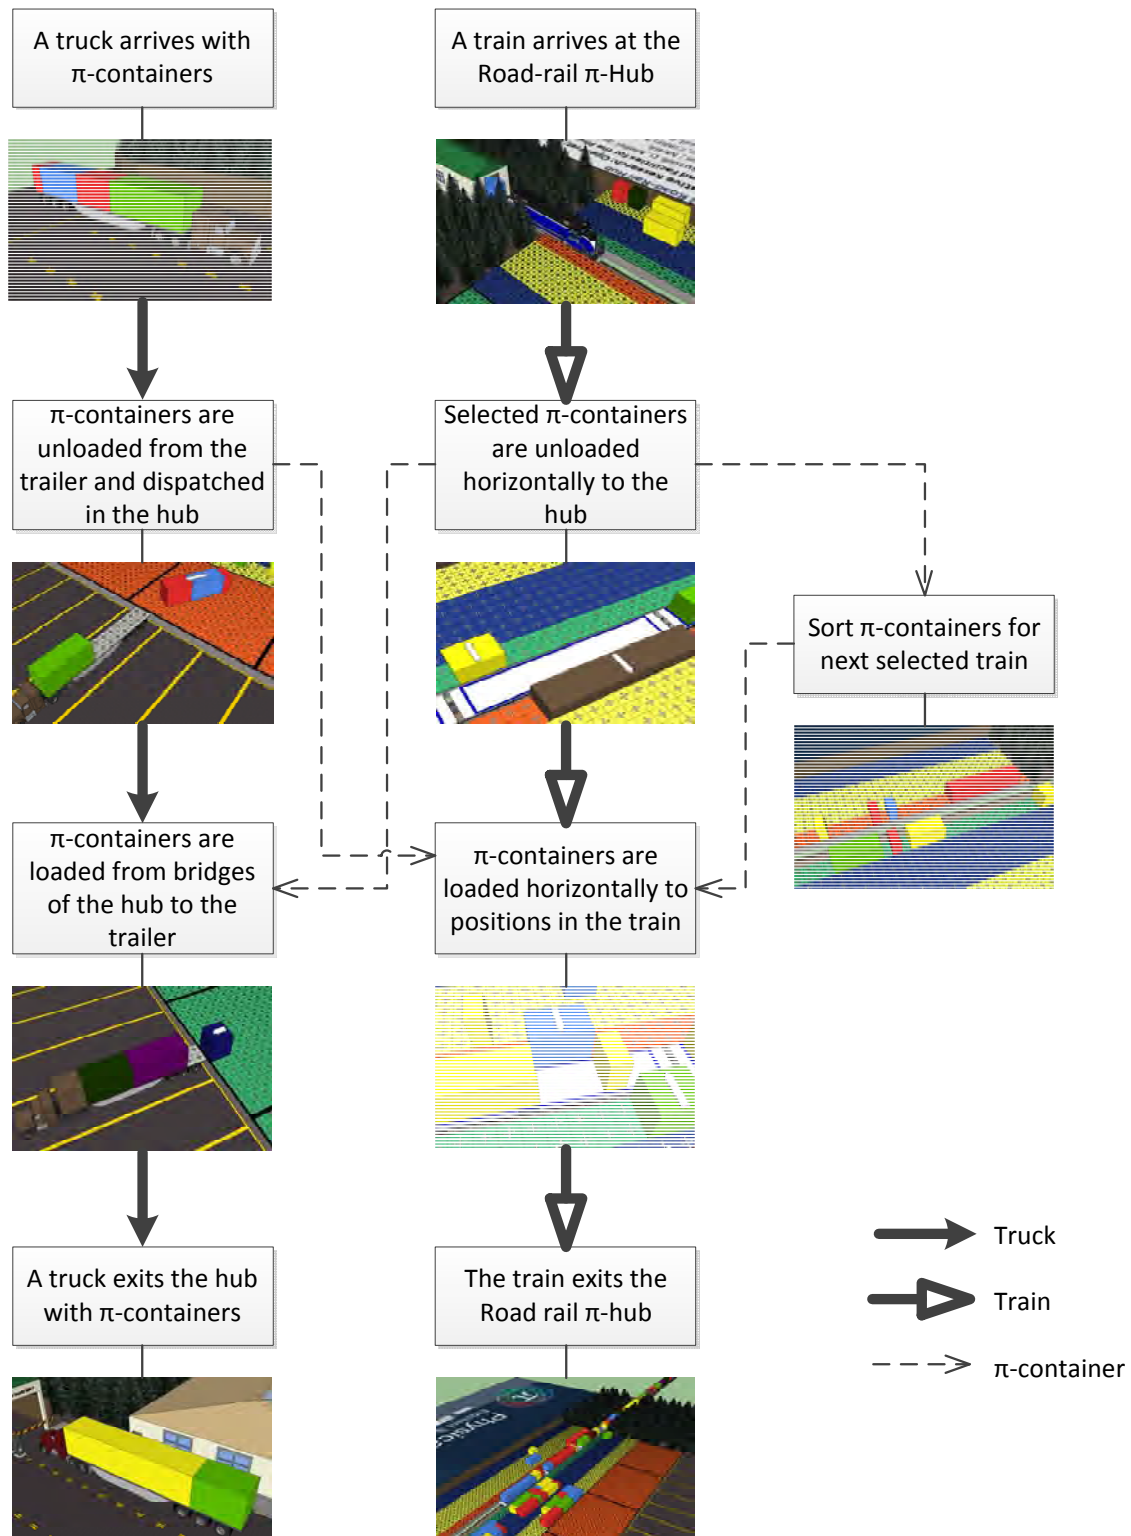 A truck arrives with
π-containers
A train arrives at the
Road-rail π-Hub
π-containers are
unloaded from the
trailer and dispatched
in the hub
Selected π-containers
are unloaded
horizontally to the
hub
Sort π-containers for
next selected train
π-containers are
loaded from bridges
of the hub to the
trailer
π-containers are
loaded horizontally to
positions in the train
A truck exits the hub
with π-containers
The train exits the
Road rail π-hub
Truck
Train
π-container